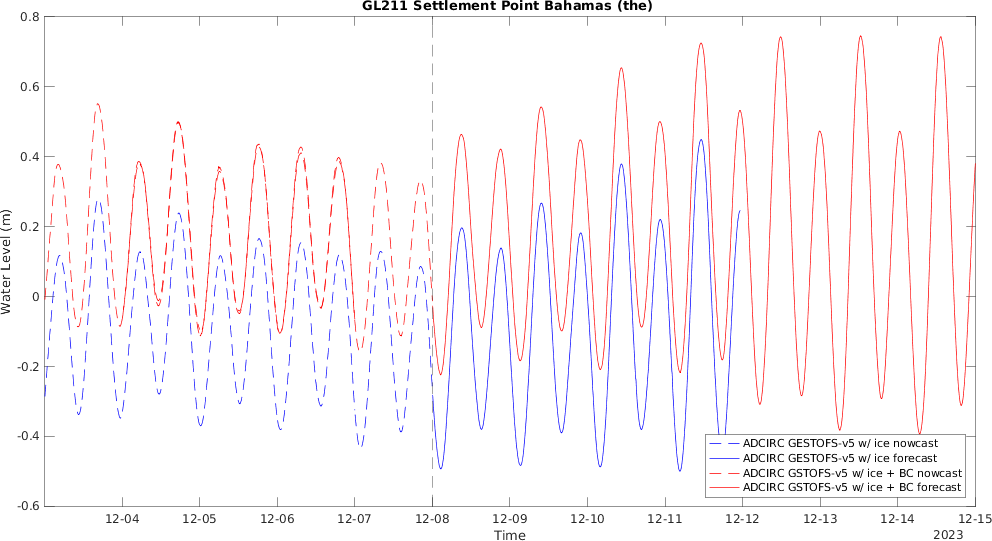 GL211 Settlement Point Bahamas (the)
0.8
0.6
0.4
0.2
0
-0.2
-0.4
-0.6
Water Level (m)
12-04 12-05 12-06 12-07 12-08 12-09 12-10 12-11 12-12 12-13 12-14 12-15
Time
2023
ADCIRC GESTOFS-v5 w/ ice nowcast
ADCIRC GESTOFS-v5 w/ ice forecast
ADCIRC GSTOFS-v5 w/ ice + BC nowcast
ADCIRC GSTOFS-v5 w/ ice + BC forecast